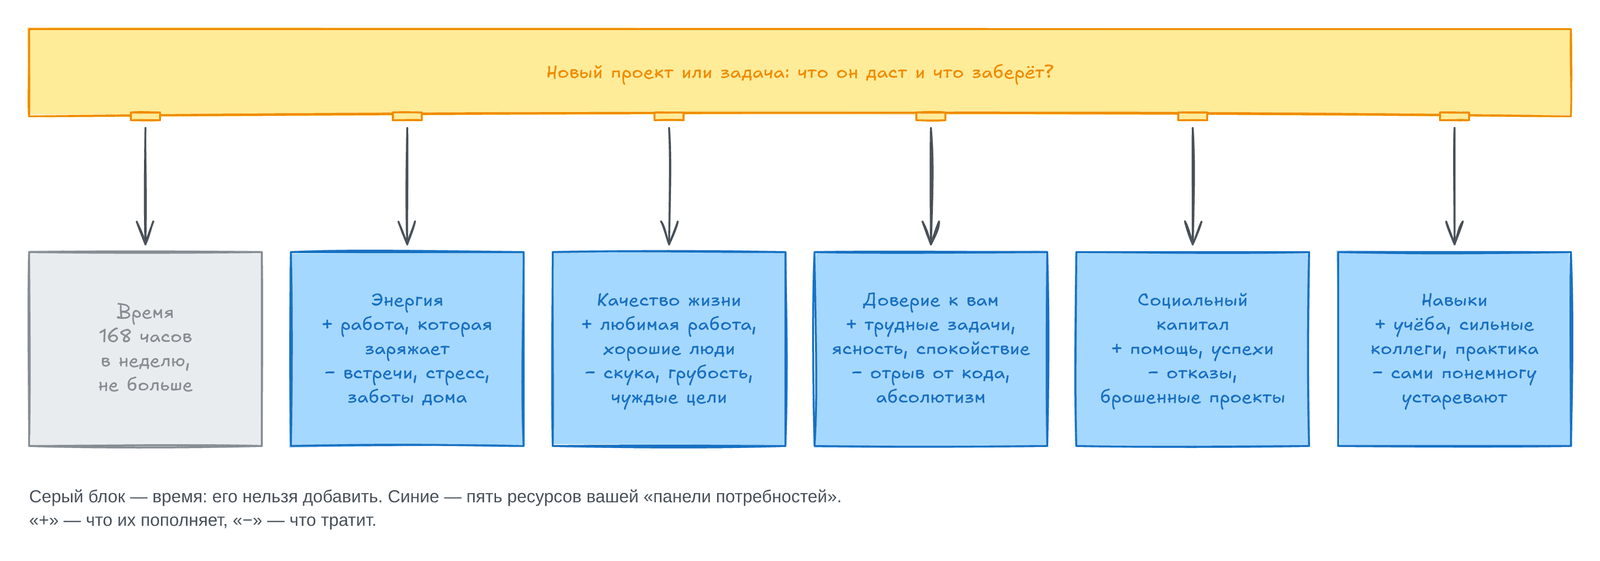 Новый проект или задача: что он даст и что заберёт?
Время
168 часов
в неделю,
не больше
Энергия
+ работа, которая
заряжает
− встречи, стресс,
заботы дома
Качество жизни
+ любимая работа,
хорошие люди
− скука, грубость,
чуждые цели
Доверие к вам
+ трудные задачи,
ясность, спокойствие
− отрыв от кода,
абсолютизм
Социальный
капитал
+ помощь, успехи
− отказы,
брошенные проекты
Навыки
+ учёба, сильные
коллеги, практика
− сами понемногу
устаревают
Серый блок — время: его нельзя добавить. Синие — пять ресурсов вашей «панели потребностей».
«+» — что их пополняет, «−» — что тратит.